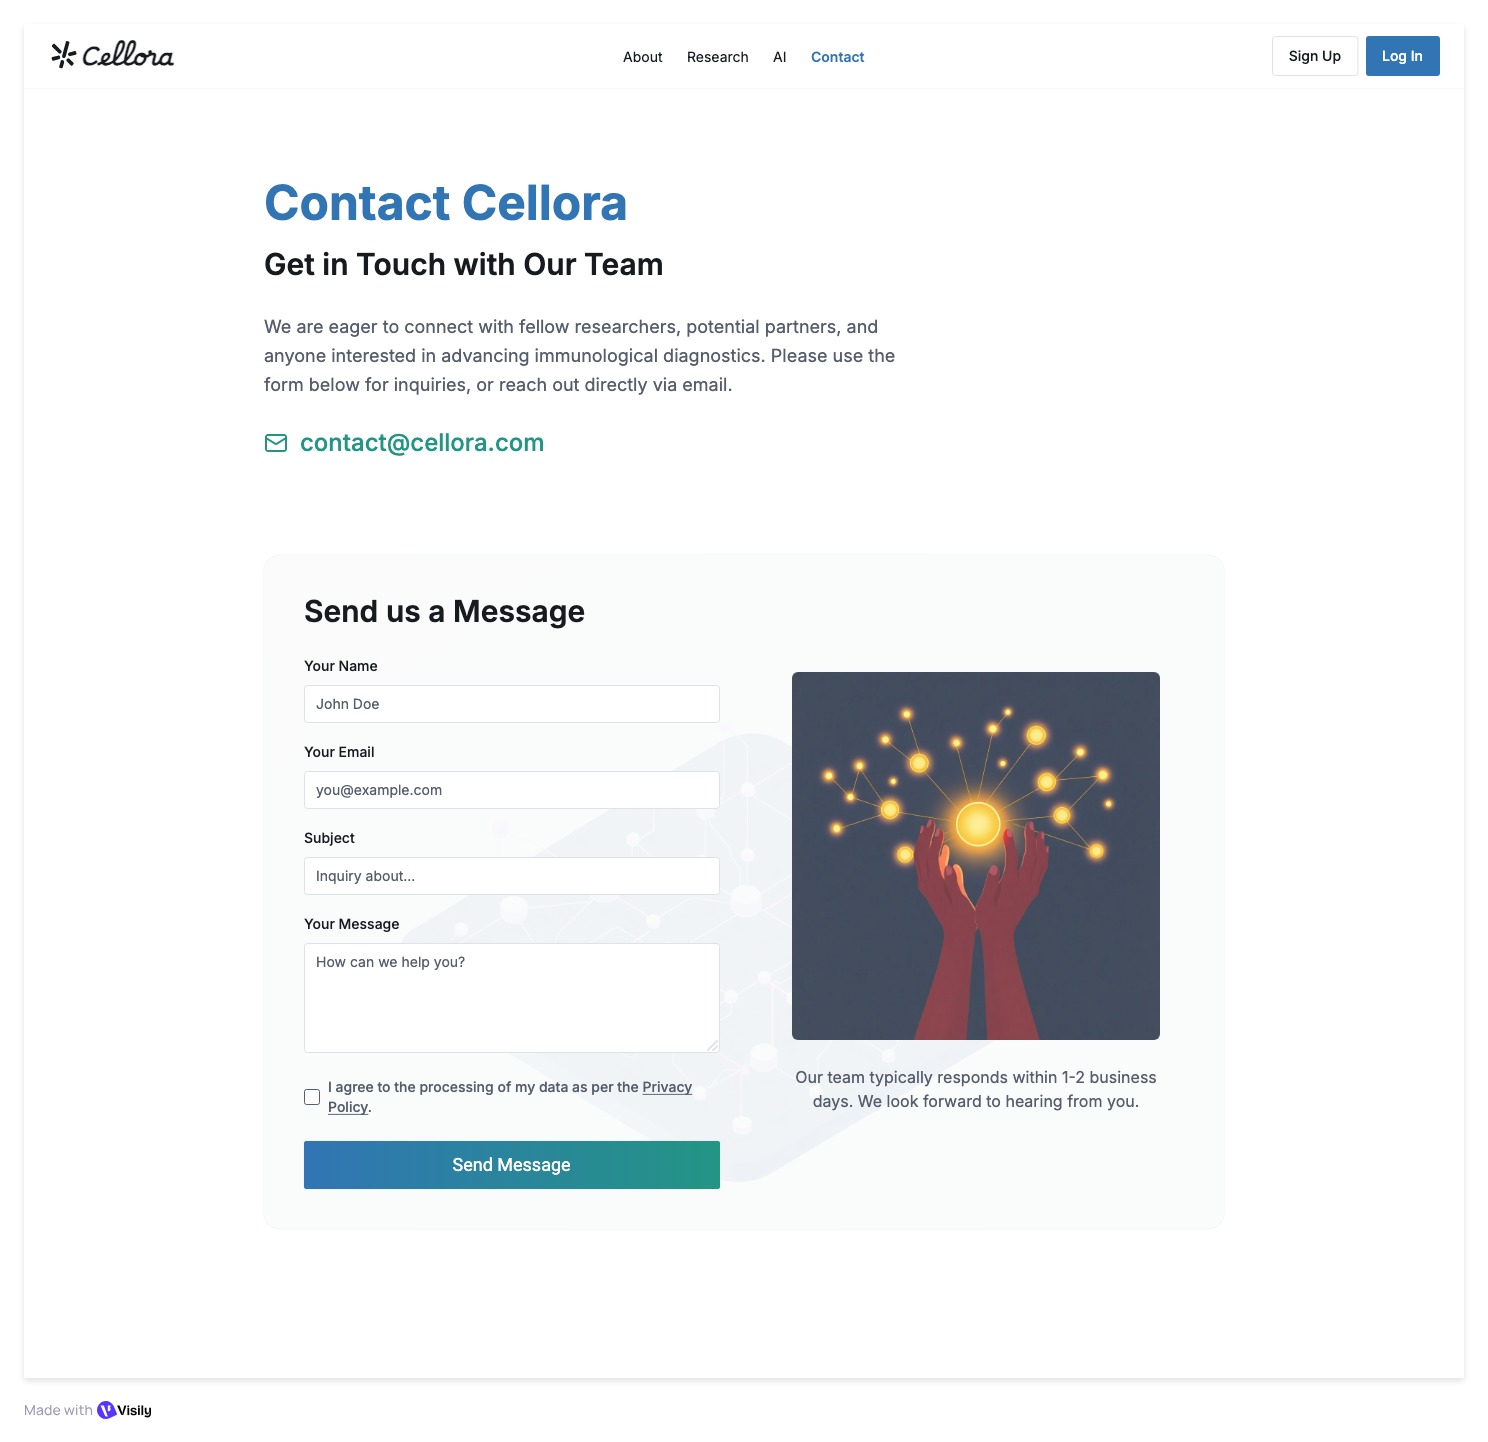 Cellora
About Research AI Contact
Sign Up Log In
Contact Cellora
Get in Touch with Our Team
We are eager to connect with fellow researchers, potential partners, and
anyone interested in advancing immunological diagnostics. Please use the
form below for inquiries, or reach out directly via email.
contact@cellora.com
Send us a Message
Your Name
John Doe
Your Email
you@example.com
Subject
Inquiry about...
Your Message
How can we help you?
I agree to the processing of my data as per the Privacy
Policy.
Send Message
Our team typically responds within 1-2 business
days. We look forward to hearing from you.
Made with Visily